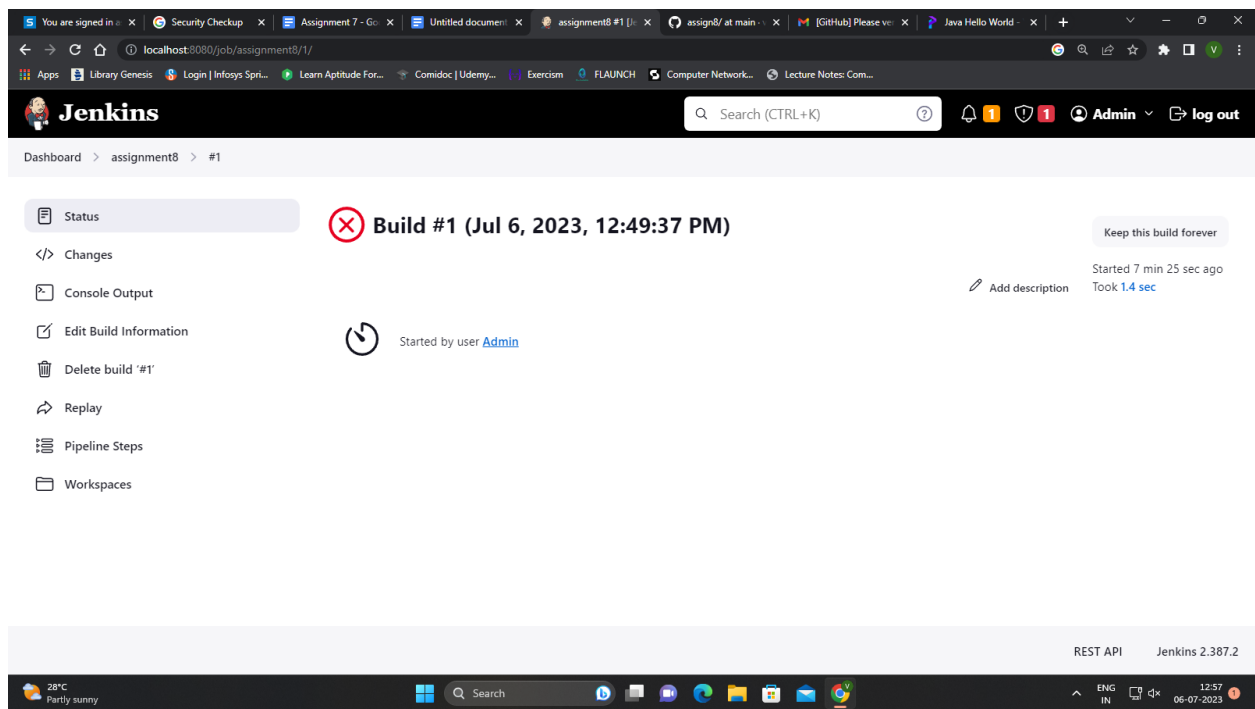 You are signed in a
Security Checkup
Assignment 7 - Go
Untitled document
assignment8 #1 [Je
assign8/ at main ·
[GitHub] Please ver
Java Hello World -
localhost:8080/job/assignment8/1/
Apps
Library Genesis
Login | Infosys Spri...
Learn Aptitude For...
Comidoc | Udemy...
Exercism
FLAUNCH
Computer Network...
Lecture Notes: Com...
Jenkins
Search (CTRL+K)
1
1
Admin
log out
Dashboard > assignment8 > #1
Status
Changes
Console Output
Edit Build Information
Delete build '#1'
Replay
Pipeline Steps
Workspaces
Build #1 (Jul 6, 2023, 12:49:37 PM)
Keep this build forever
Started 7 min 25 sec ago
Took 1.4 sec
Add description
Started by user Admin
REST API
Jenkins 2.387.2
28°C
Partly sunny
Search
ENG
IN
12:57
06-07-2023
1